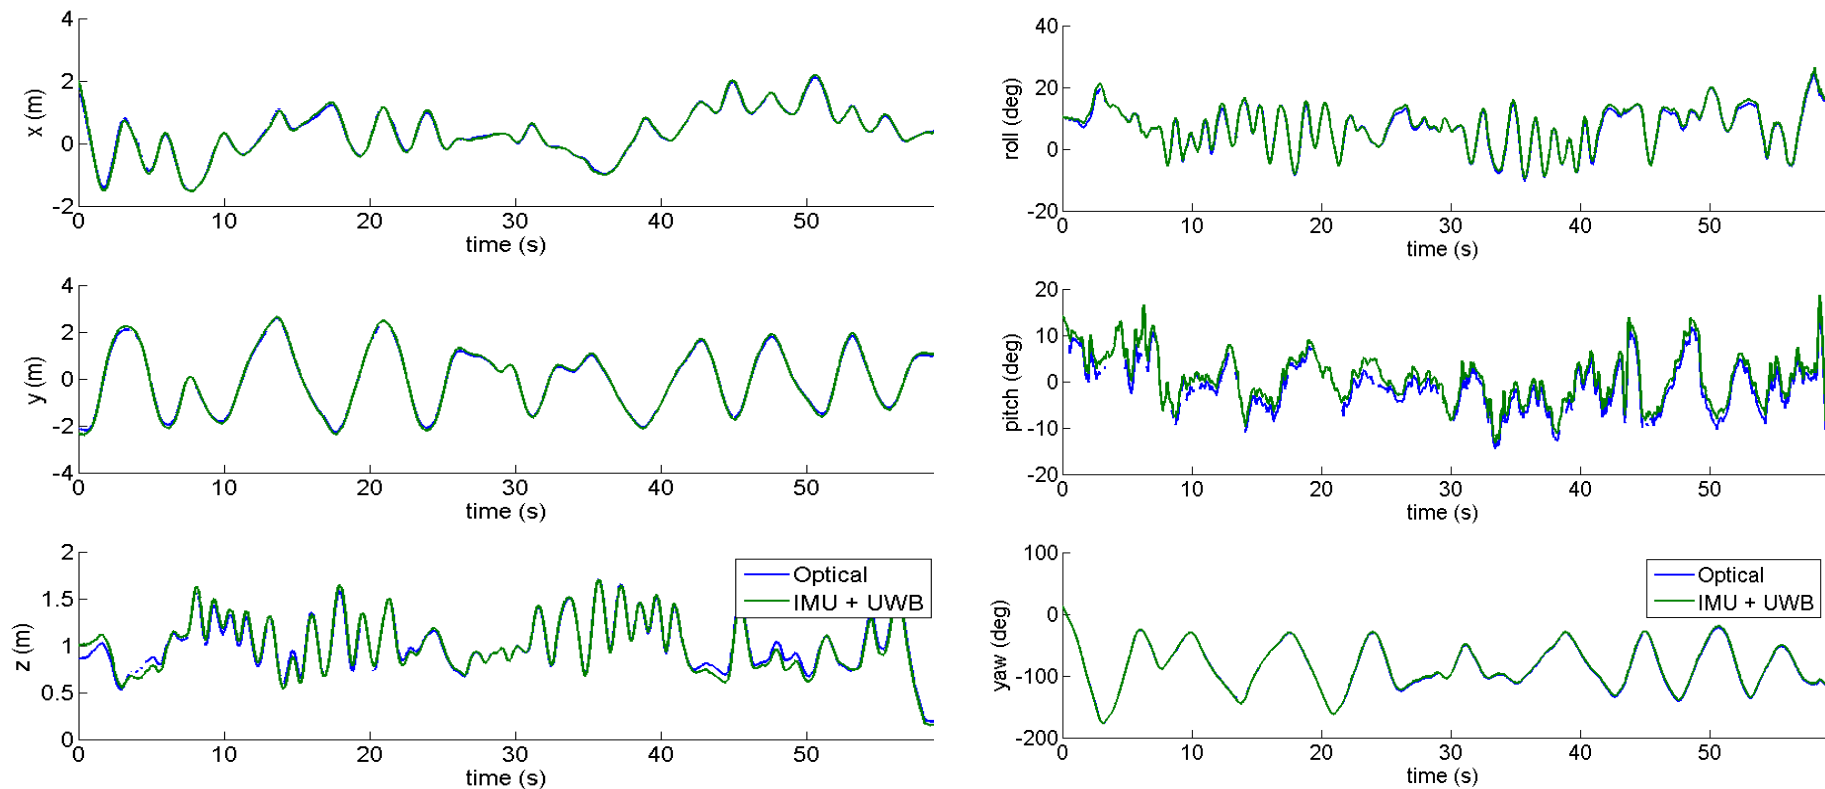 4
2
0
-2
x (m)
0 10 20 30 40 50
time (s)
4
2
0
-2
-4
y (m)
0 10 20 30 40 50
time (s)
2
1.5
1
0.5
0
z (m)
Optical
IMU + UWB
0 10 20 30 40 50
time (s)
40
20
0
-20
roll (deg)
0 10 20 30 40 50
time (s)
20
10
0
-10
-20
pitch (deg)
0 10 20 30 40 50
time (s)
100
0
-100
-200
yaw (deg)
Optical
IMU + UWB
0 10 20 30 40 50
time (s)